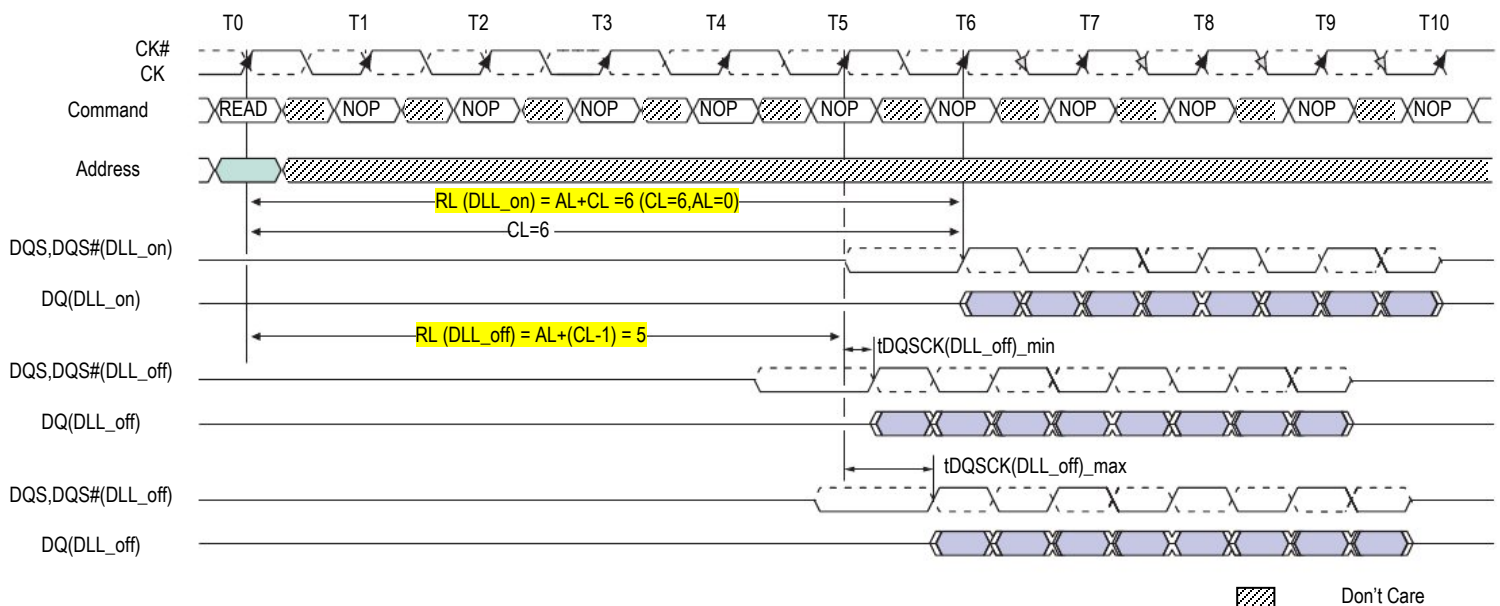 T0 T1 T2 T3 T4 T5 T6 T7 T8 T9 T10
CK#
CK
Command READ NOP NOP NOP NOP NOP NOP NOP NOP NOP NOP
Address
RL (DLL_on) = AL+CL =6 (CL=6,AL=0)
CL=6
DQS,DQS#(DLL_on)
DQ(DLL_on)
RL (DLL_off) = AL+(CL-1) = 5
tDQSCK(DLL_off)_min
DQS,DQS#(DLL_off)
DQ(DLL_off)
tDQSCK(DLL_off)_max
DQS,DQS#(DLL_off)
DQ(DLL_off)
Don't Care